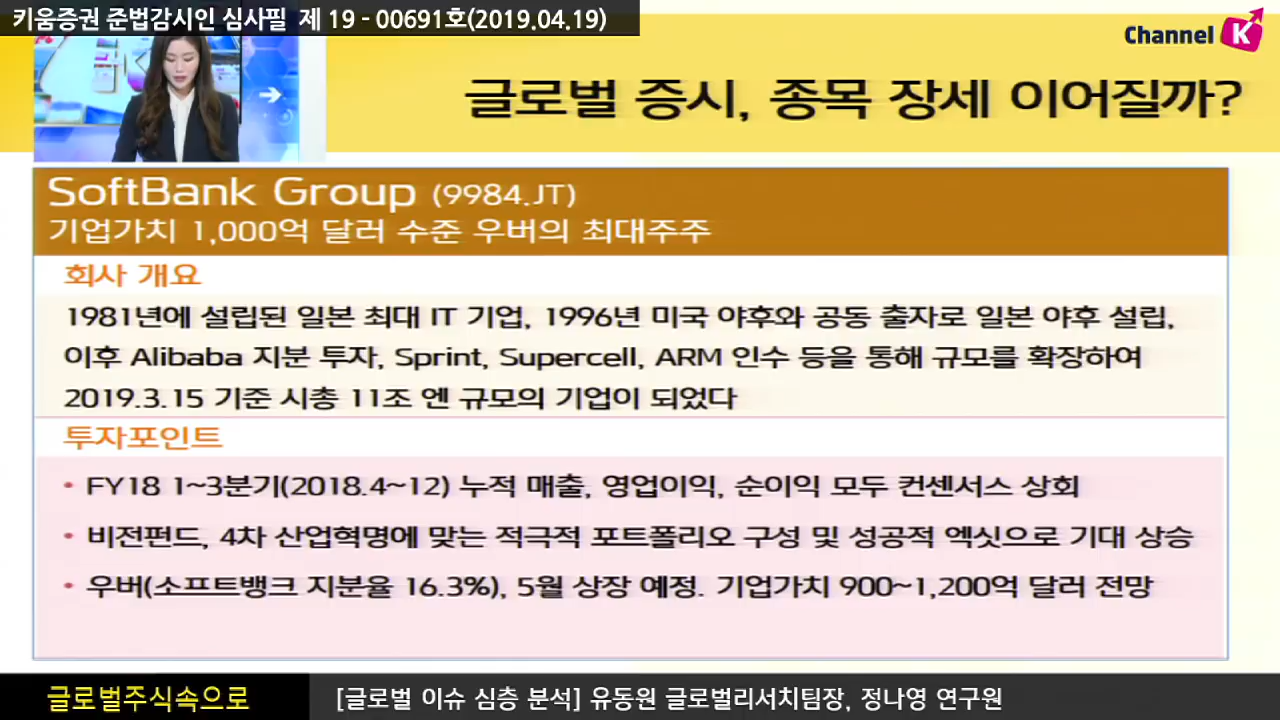 키움증권 준법감시인 심사필 제 19 - 00691호(2019.04.19)
Channel K
글로벌 증시, 종목 장세 이어질까?
SoftBank Group (9984.JT)
기업가치 1,000억 달러 수준 우버의 최대주주
회사 개요
1981년에 설립된 일본 최대 IT 기업, 1996년 미국 야후와 공동 출자로 일본 야후 설립,
이후 Alibaba 지분 투자, Sprint, Supercell, ARM 인수 등을 통해 규모를 확장하여
2019.3.15 기준 시총 11조 엔 규모의 기업이 되었다
투자포인트
• FY18 1~3분기(2018.4~12) 누적 매출, 영업이익, 순이익 모두 컨센서스 상회
• 비전펀드, 4차 산업혁명에 맞는 적극적 포트폴리오 구성 및 성공적 엑싯으로 기대 상승
• 우버(소프트뱅크 지분율 16.3%), 5월 상장 예정. 기업가치 900~1,200억 달러 전망
글로벌주식속으로
[글로벌 이슈 심층 분석] 유동원 글로벌리서치팀장, 정나영 연구원